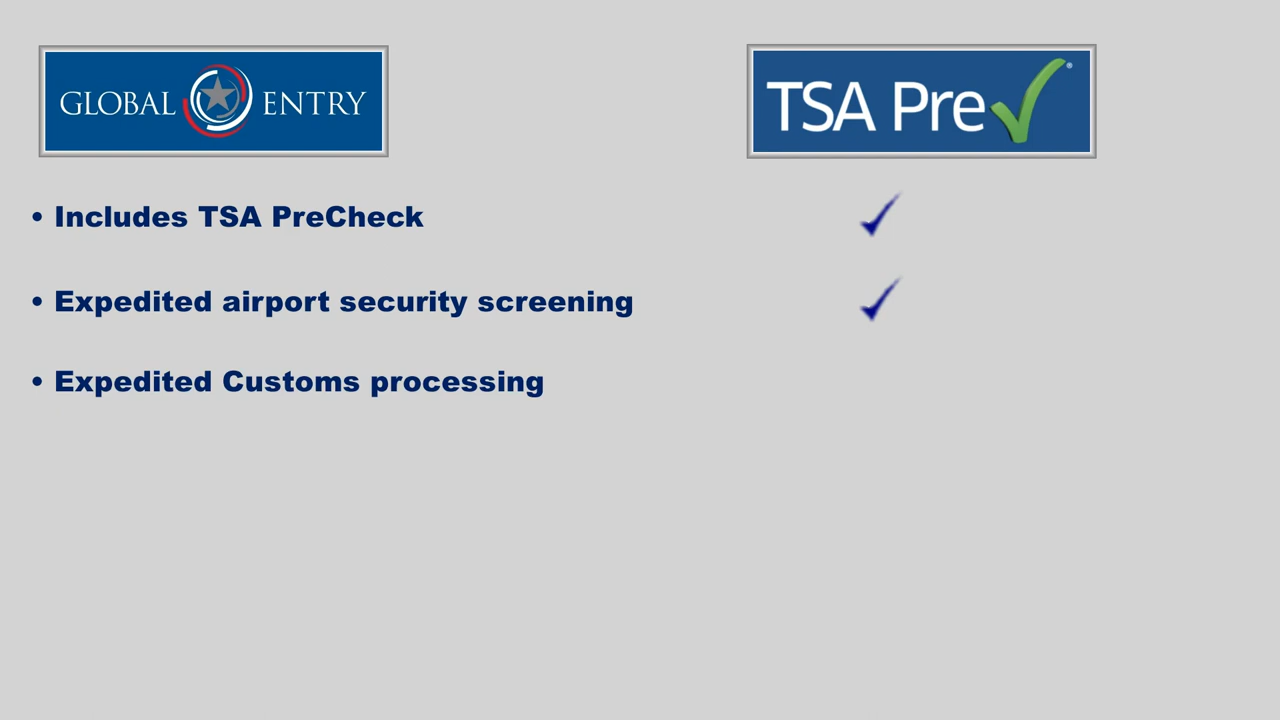 GLOBAL ENTRY
TSA Pre✓®
• Includes TSA PreCheck
• Expedited airport security screening
• Expedited Customs processing